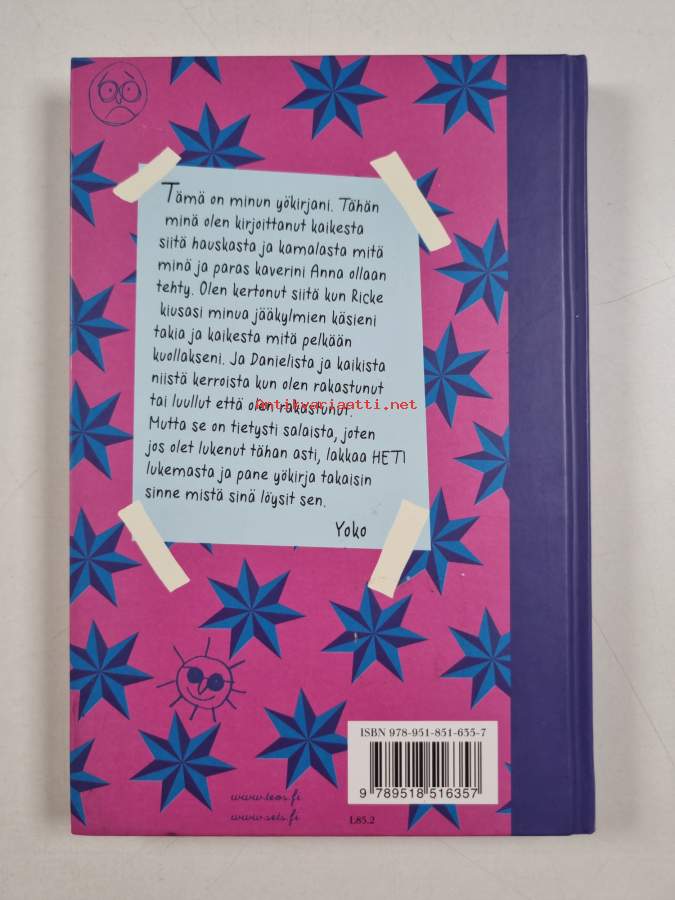 Tämä on minun yökirjani. Tähän
minä olen kirjoittanut kaikesta
siitä hauskasta ja kamalasta mitä
minä ja paras kaverini Anna ollaan
tehty. Olen kertonut siitä kun Ricke
kiusasi minua jääkylmien käsieni
takia ja kaikesta mitä pelkään
kuollakseni. Ja Danielista ja kaikista
niistä kerroista kun olen rakastunut
Antikvariaatti.net
tai luullut että olen rakastunut.
Mutta se on tietysti salaista, joten
jos olet lukenut tähan asti, lakkaa HETI
lukemasta ja pane yökirja takaisin
sinne mistä sinä löysit sen.
Yoko
ISBN 978-951-851-635-7
9 789518 516357
www.teos.fi
www.sets.fi
L85.2